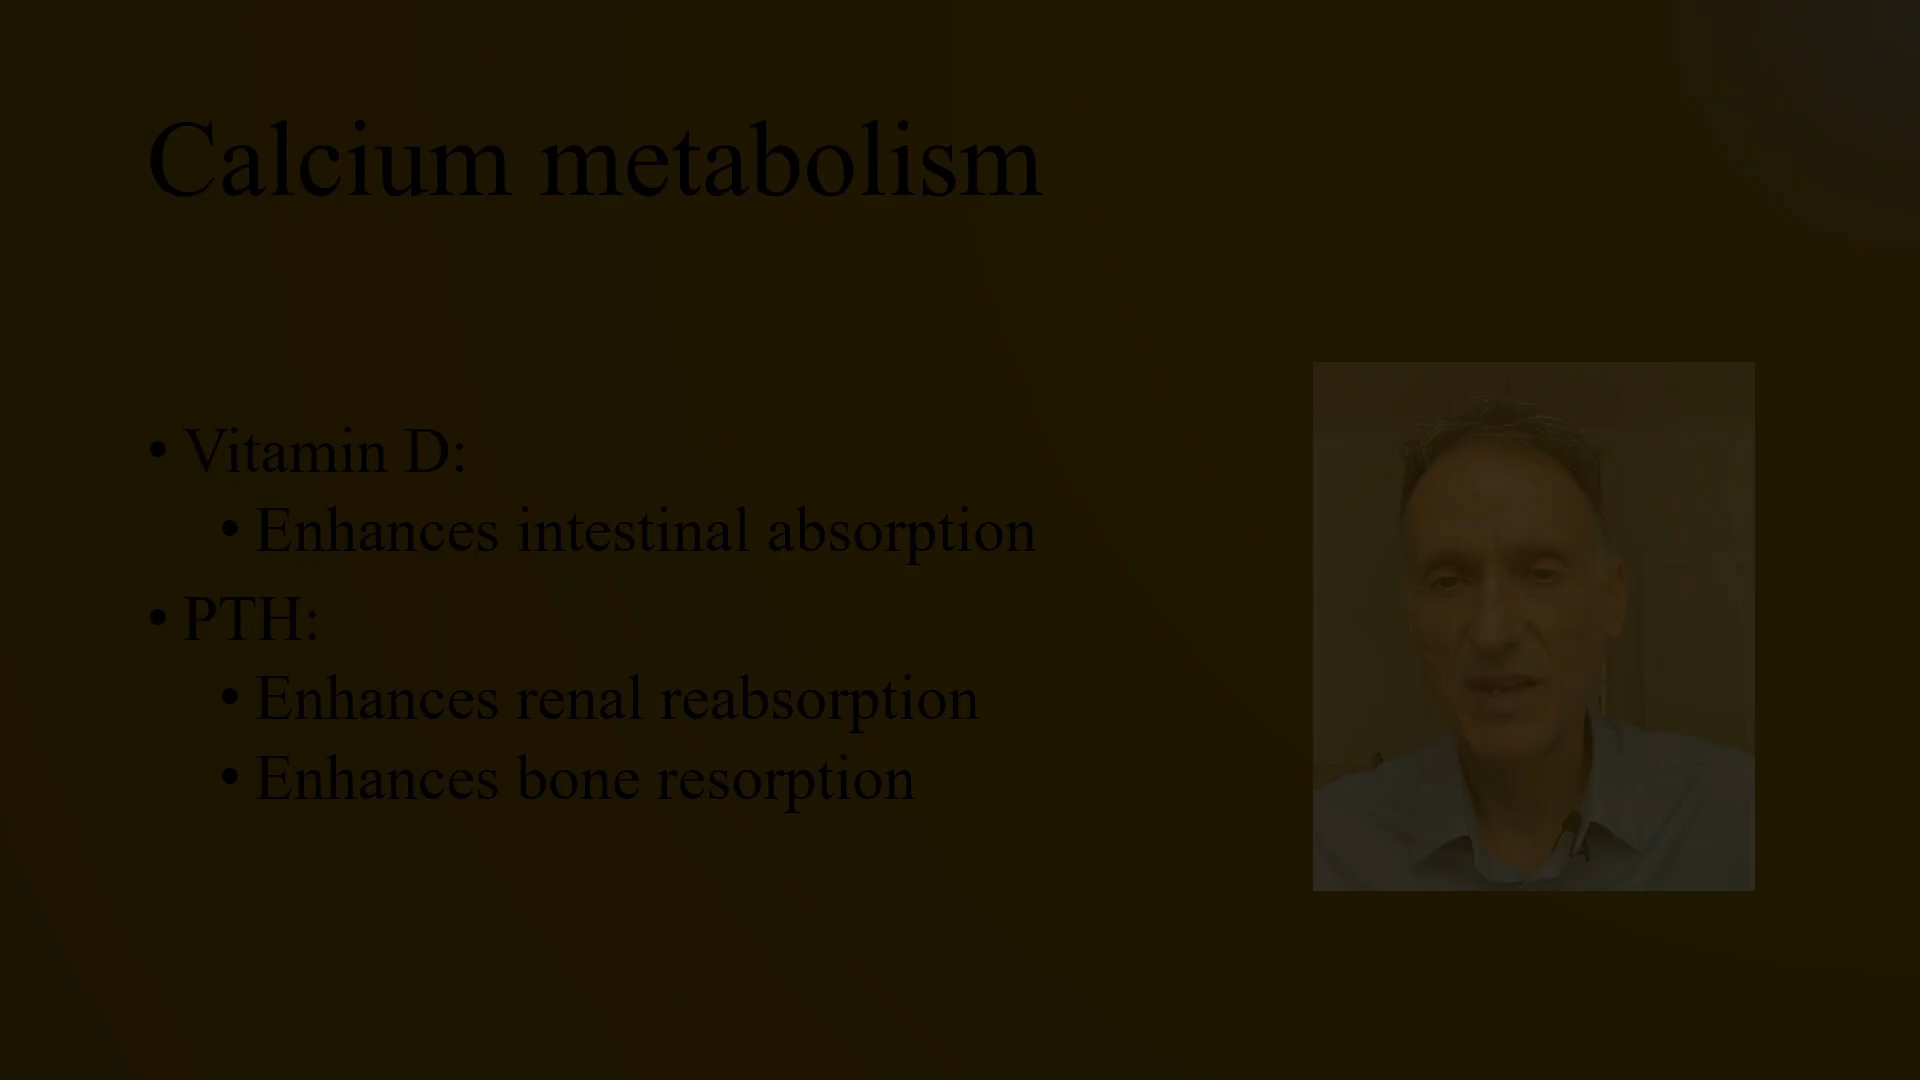 Calcium metabolism
• Vitamin D:
• Enhances intestinal absorption
• PTH:
• Enhances renal reabsorption
• Enhances bone resorption